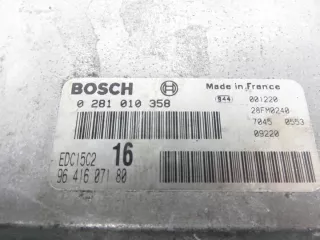 BOSCH
Made in France
0 281 010 358
S44 001220
28FM0240
7045 0553
09220
EDC15C2 16
96 416 071 80